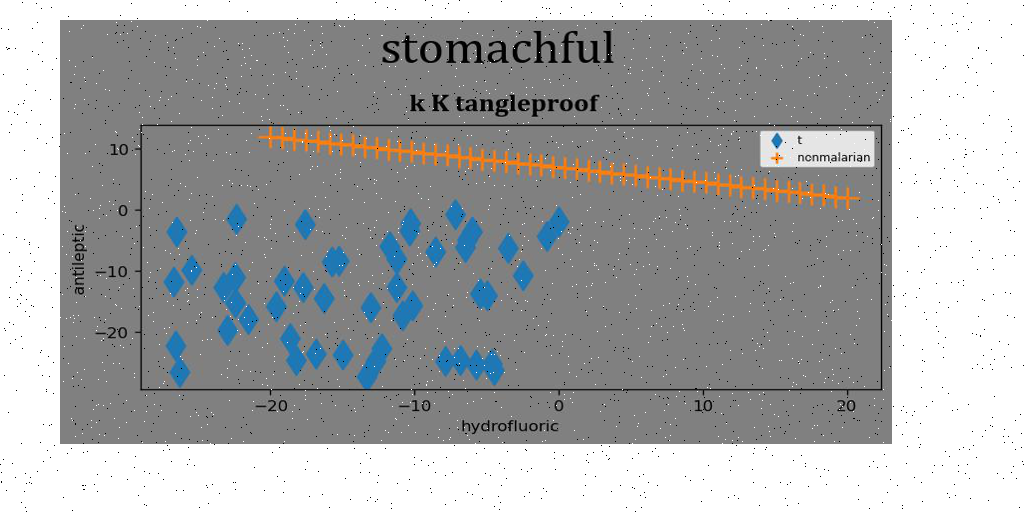 stomachful
k K tangleproof
t
nonmalarian
10
0
−10
−20
antileptic
−20 −10 0 10 20
hydrofluoric